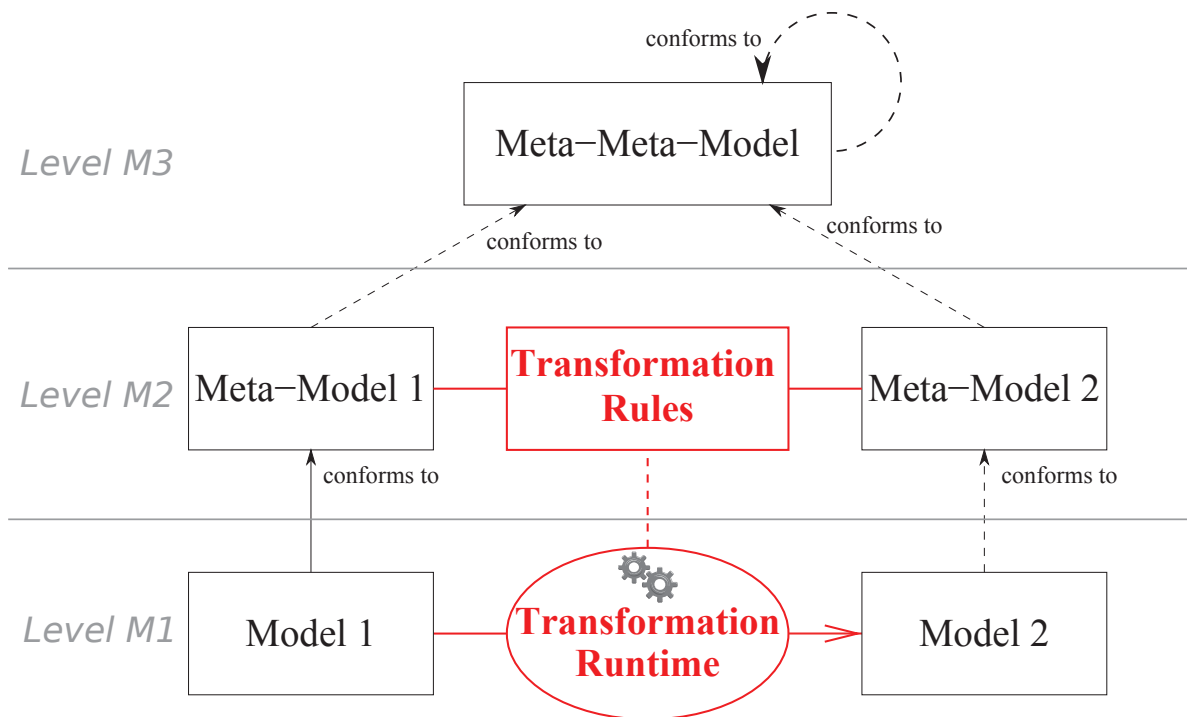 conforms to
Meta−Meta−Model
Level M3
conforms to
conforms to
Level M2
Meta−Model 1
Transformation
Rules
Meta−Model 2
conforms to
conforms to
Level M1
Model 1
Transformation
Runtime
Model 2